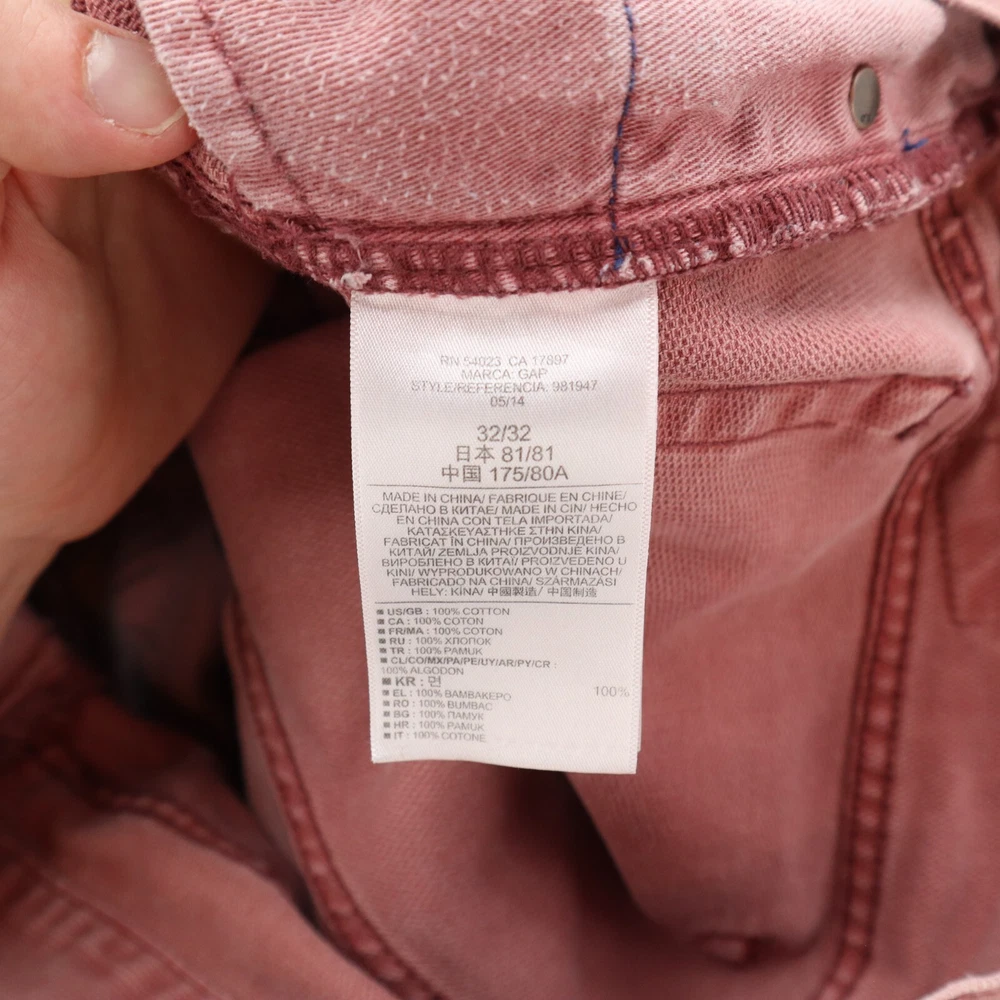 RN 54023 CA 17897
MARCA: GAP
STYLE/REFERENCIA. 981947
05/14
32/32
日本 81/81
中国 175/80A
MADE IN CHINA/ FABRIQUE EN CHINE/
СДЕЛАНО В КИТАЕ/ MADE IN CIN/ HECHO
EN CHINA CON TELA IMPORTADA/
ΚΑΤΑΣΚΕΥΑΣΤΗΚΕ ΣΤΗΝ ΚΙΝΑ/
FABRICAT ÎN CHINA/ ПРОИЗВЕДЕНО В
КИТАЙ/ ZEMLJA PROIZVODNJE KINA/
ВИРОБЛЕНО В КИТАЇ/ PROIZVEDENO U
KINI/ WYPRODUKOWANO W CHINACH/
FABRICADO NA CHINA/ SZÁRMAZÁSI
HELY: KíNA/ 中國製造/ 中国制造
US/GB : 100% COTTON
CA : 100% COTON
FR/MA : 100% COTON
RU : 100% ХЛОПОК
TR : 100% PAMUK
CL/CO/MX/PA/PE/UY/AR/PY/CR :
100% ALGODON
KR : 면 100%
EL : 100% ΒΑΜΒΑΚΕΡΟ
RO : 100% BUMBAC
BG : 100% ПАМУК
HR : 100% PAMUK
IT : 100% COTONE